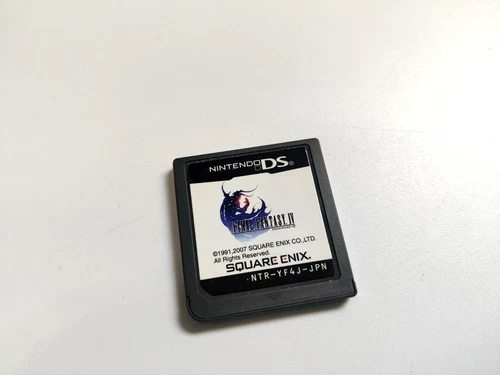 NINTENDO DS
FINAL FANTASY IV
©1991,2007 SQUARE ENIX CO.,LTD.
All Rights Reserved.
SQUARE ENIX.
NTR-YF4J-JPN